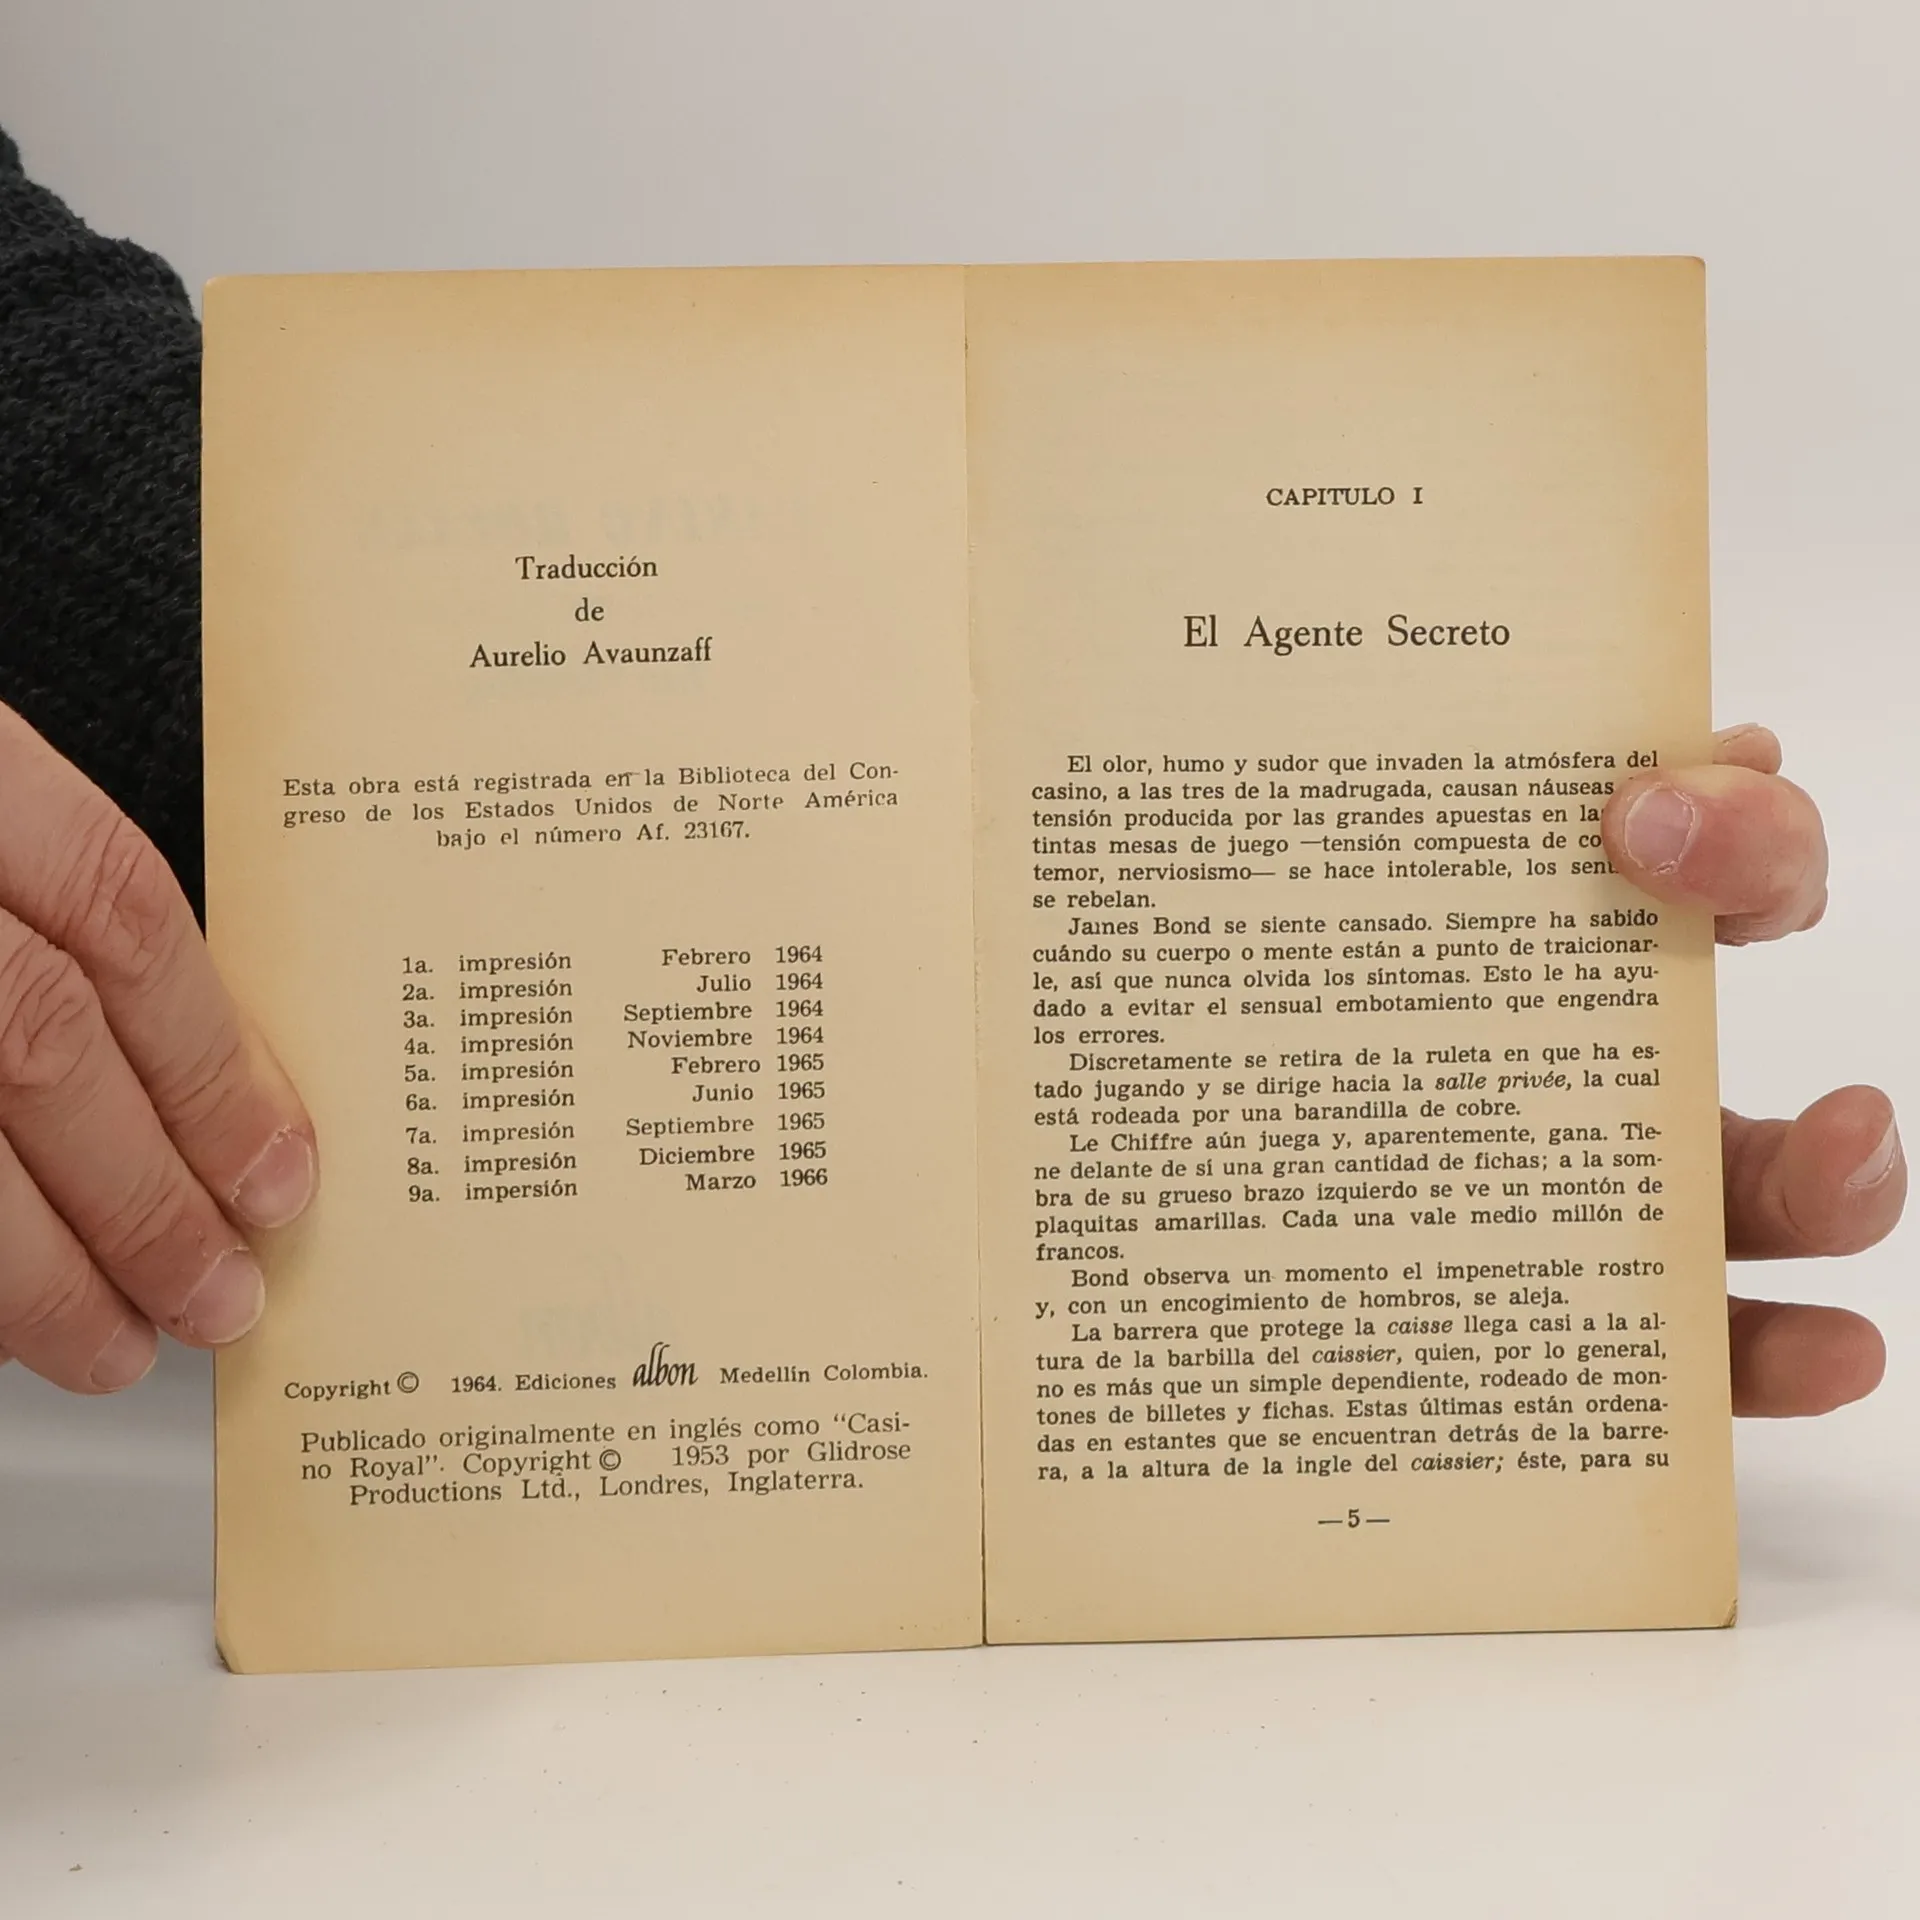 Traducción
de
Aurelio Avaunzaff
Esta obra está registrada en la Biblioteca del Con-
greso de los Estados Unidos de Norte América
bajo el número Af. 23167.
1a. impresión Febrero 1964
2a. impresión Julio 1964
3a. impresión Septiembre 1964
4a. impresión Noviembre 1964
5a. impresión Febrero 1965
6a. impresión Junio 1965
7a. impresión Septiembre 1965
8a. impresión Diciembre 1965
9a. impersión Marzo 1966
Copyright © 1964. Ediciones albon Medellín Colombia.
Publicado originalmente en inglés como "Casi-
no Royal". Copyright © 1953 por Glidrose
Productions Ltd., Londres, Inglaterra.
CAPITULO I
El Agente Secreto
El olor, humo y sudor que invaden la atmósfera del
casino, a las tres de la madrugada, causan náuseas
tensión producida por las grandes apuestas en
tintas mesas de juego —tensión compuesta de
temor, nerviosismo— se hace intolerable, los
se rebelan.
James Bond se siente cansado. Siempre ha sabido
cuándo su cuerpo o mente están a punto de traicionar-
le, así que nunca olvida los síntomas. Esto le ha ayu-
dado a evitar el sensual embotamiento que engendra
los errores.
Discretamente se retira de la ruleta en que ha es-
tado jugando y se dirige hacia la salle privée, la cual
está rodeada por una barandilla de cobre.
Le Chiffre aún juega y, aparentemente, gana. Tie-
ne delante de sí una gran cantidad de fichas; a la som-
bra de su grueso brazo izquierdo se ve un montón de
plaquitas amarillas. Cada una vale medio millón de
francos.
Bond observa un momento el impenetrable rostro
y, con un encogimiento de hombros, se aleja.
La barrera que protege la caisse llega casi a la al-
tura de la barbilla del caissier, quien, por lo general,
no es más que un simple dependiente, rodeado de mon-
tones de billetes y fichas. Estas últimas están ordena-
das en estantes que se encuentran detrás de la barre-
ra, a la altura de la ingle del caissier; éste, para su
—5—